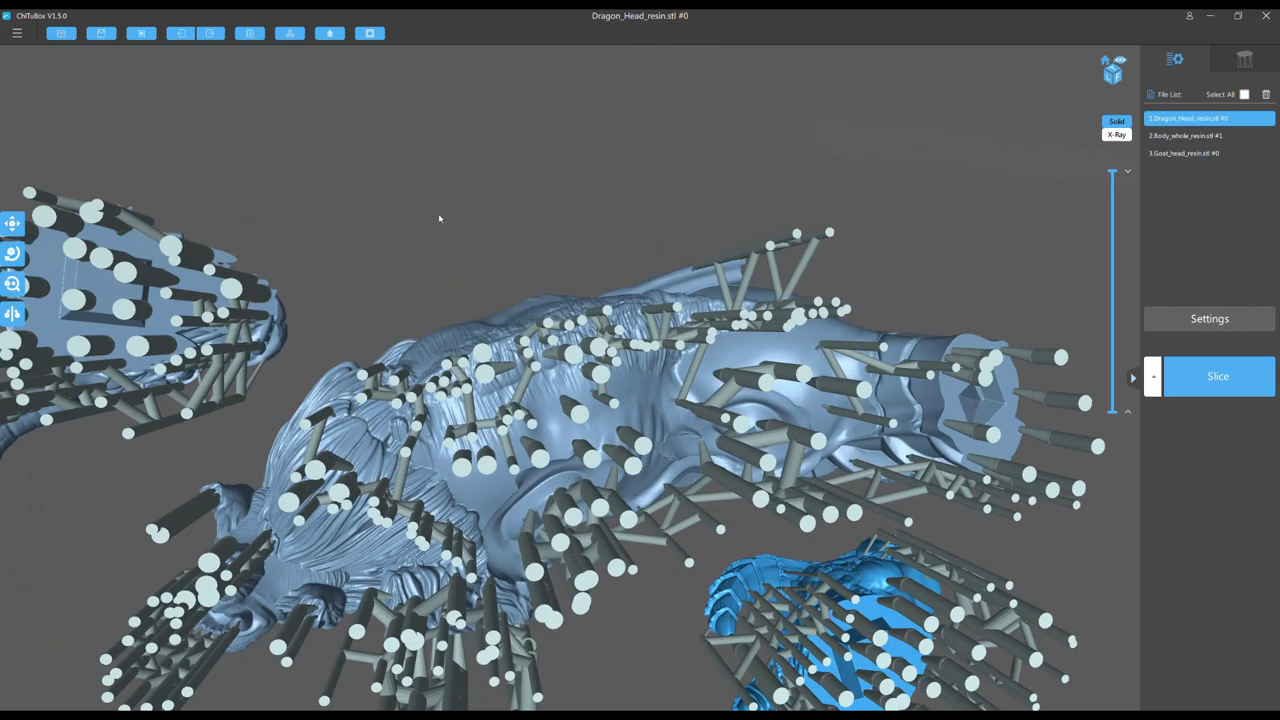 ChiTuBox V1.5.0
Dragon_Head_resin.stl #0
File List:
Select All
1.Dragon_Head_resin.stl #0
2.Body_whole_resin.stl #1
3.Goat_head_resin.stl #0
Solid
X-Ray
Settings
Slice